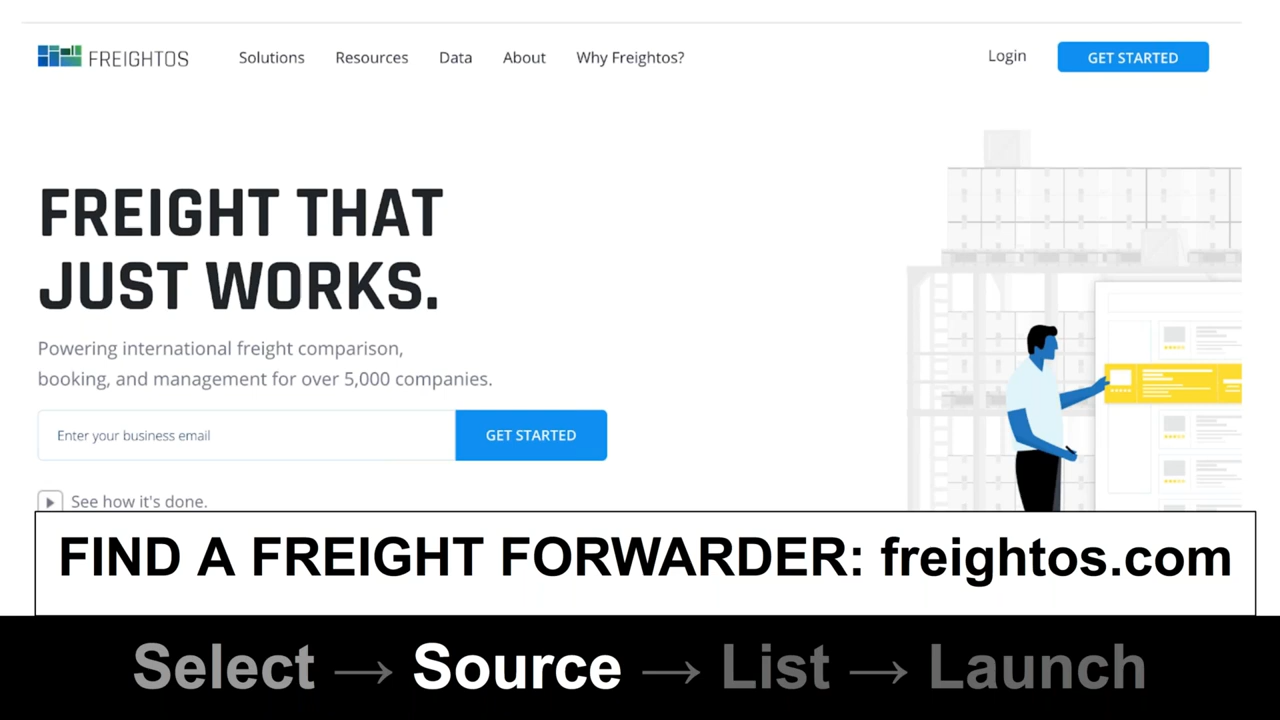 FREIGHTOS
Solutions
Resources
Data
About
Why Freightos?
Login
GET STARTED
FREIGHT THAT
JUST WORKS.
Powering international freight comparison,
booking, and management for over 5,000 companies.
Enter your business email
GET STARTED
See how it's done.
FIND A FREIGHT FORWARDER: freightos.com
Select → Source → List → Launch